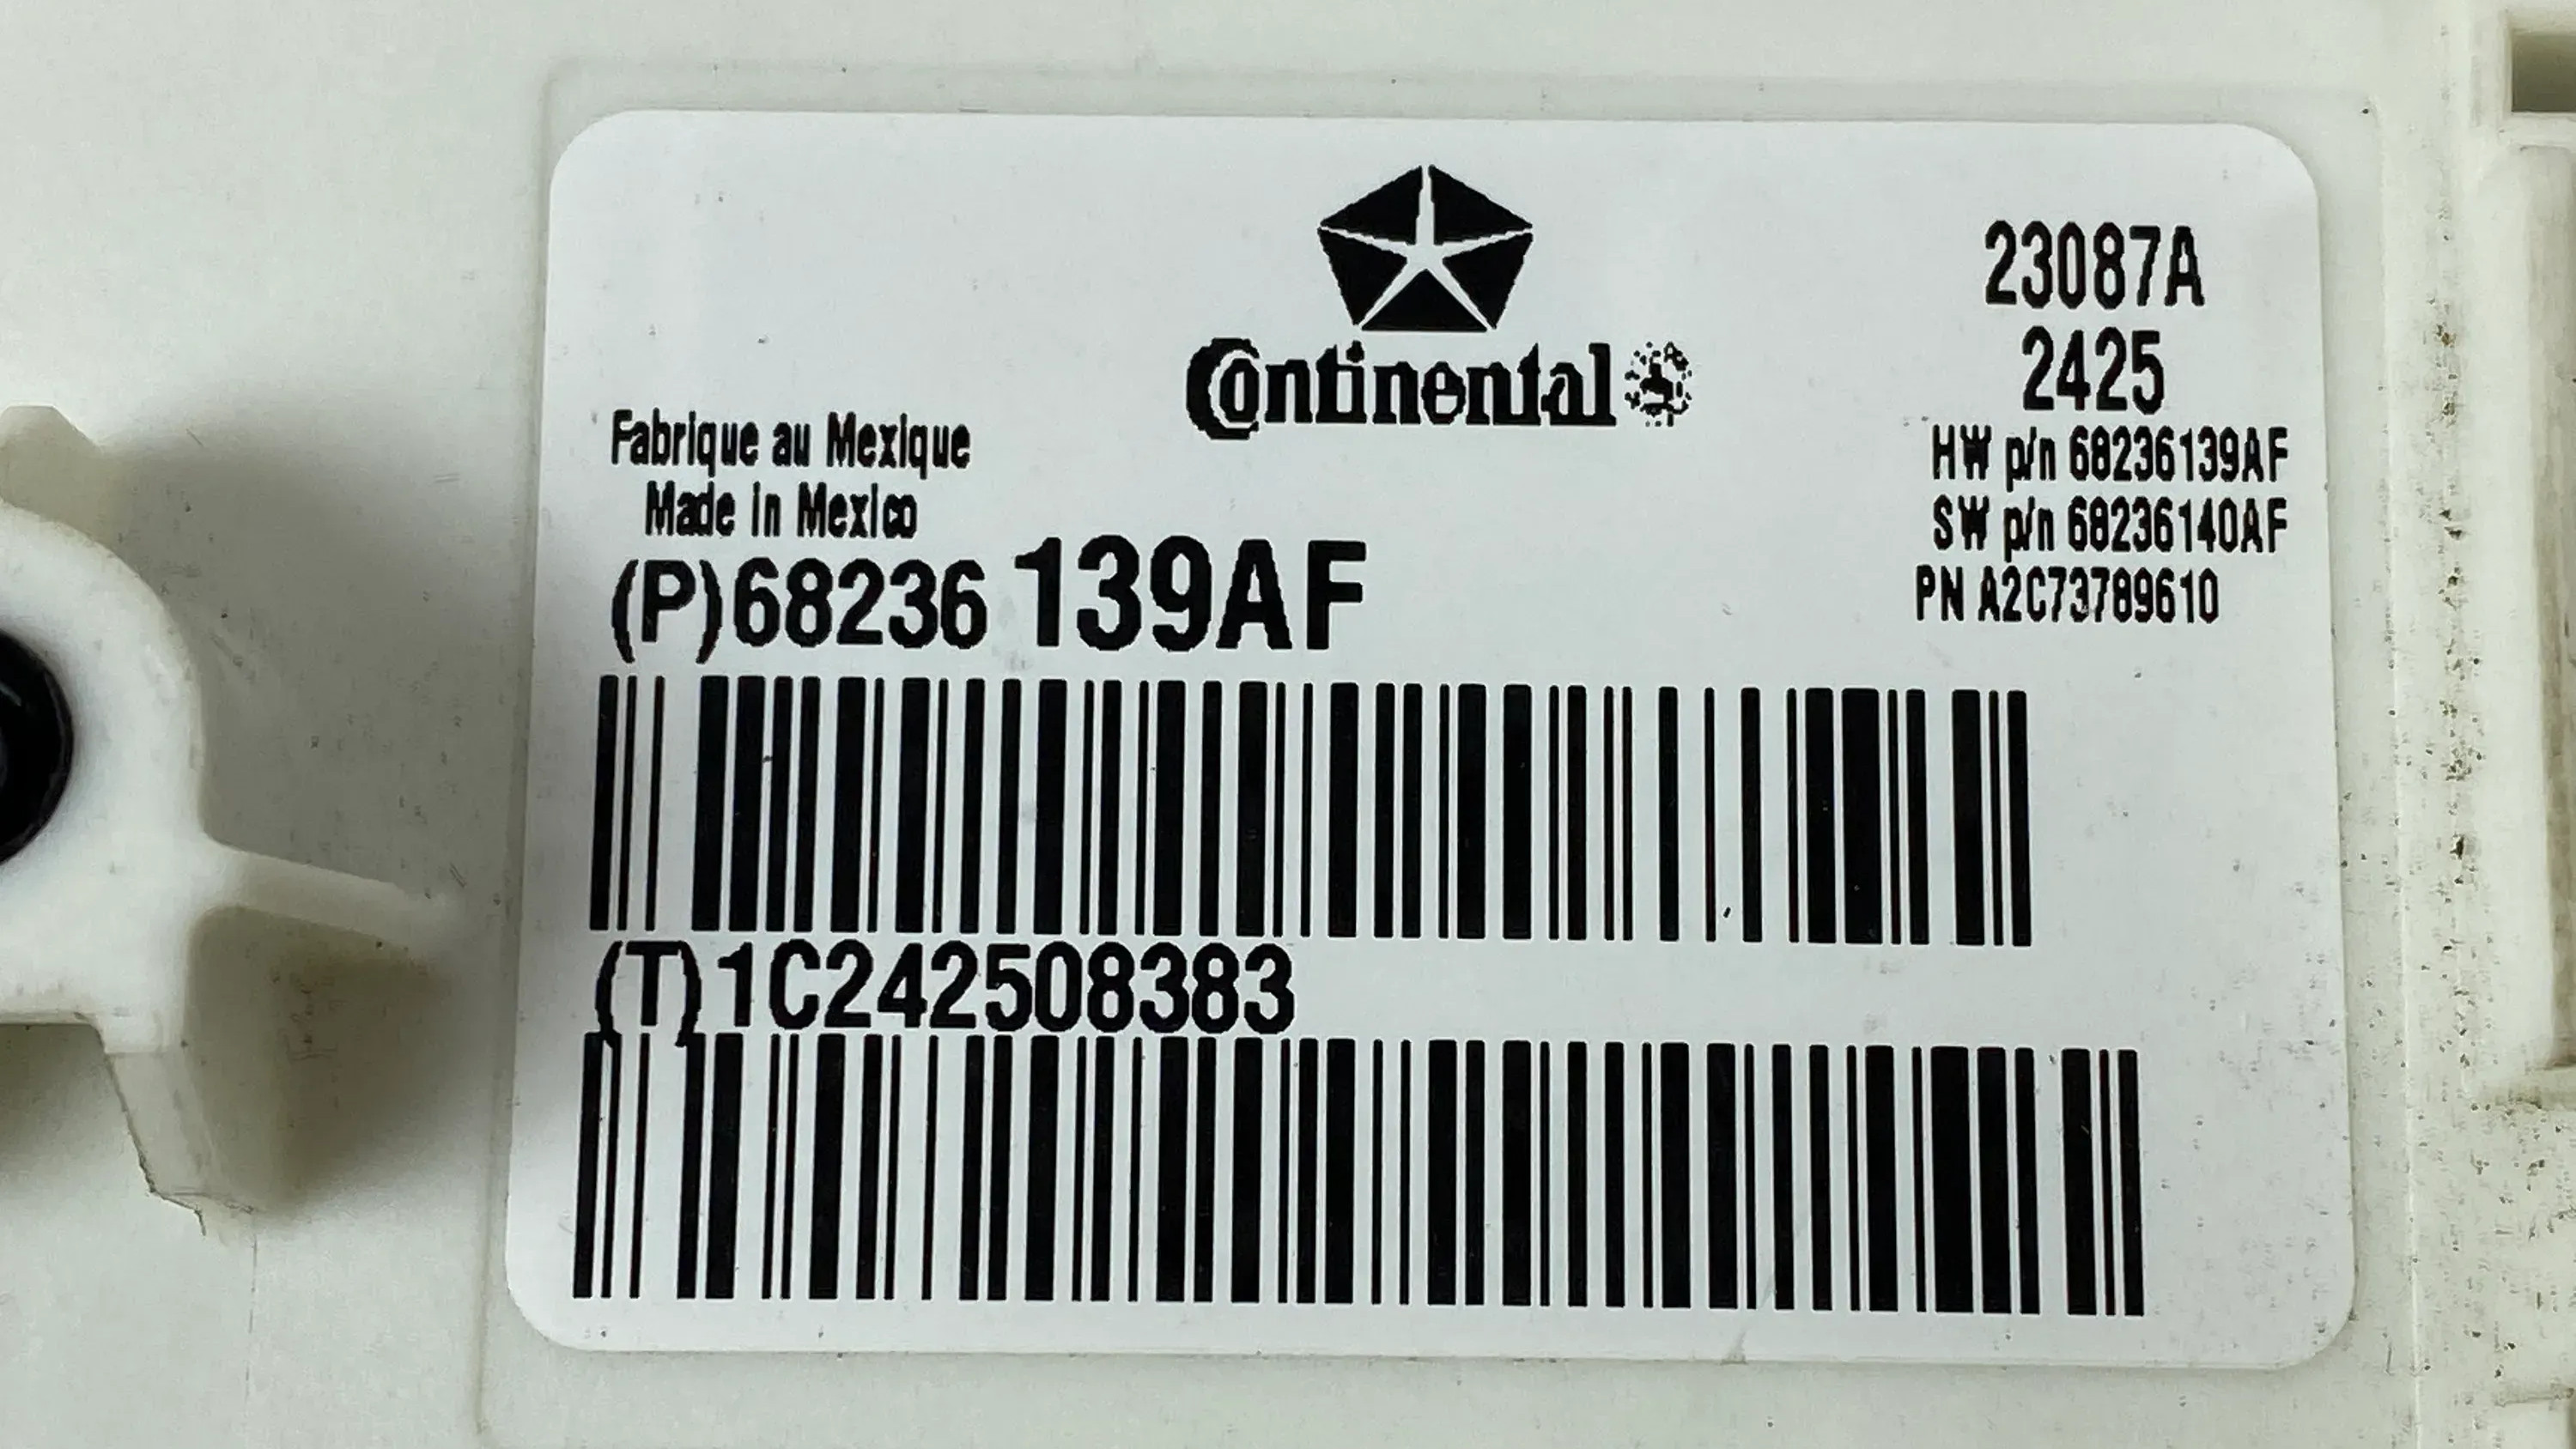 Continental
23087A
2425
HW p/n 68236139AF
SW p/n 68236140AF
PN A2C73789610
Fabrique au Mexique
Made in Mexico
(P)68236 139AF
(T)1C242508383